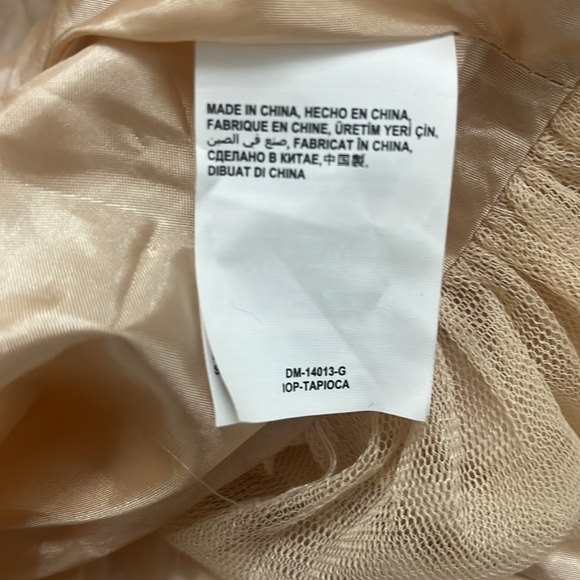 MADE IN CHINA, HECHO EN CHINA,
FABRIQUE EN CHINE, ÜRETİM YERİ ÇİN,
صنع في الصين, FABRICAT ÎN CHINA,
СДЕЛАНО В КИТАЕ,中国製,
DIBUAT DI CHINA
DM-14013-G
IOP-TAPIOCA